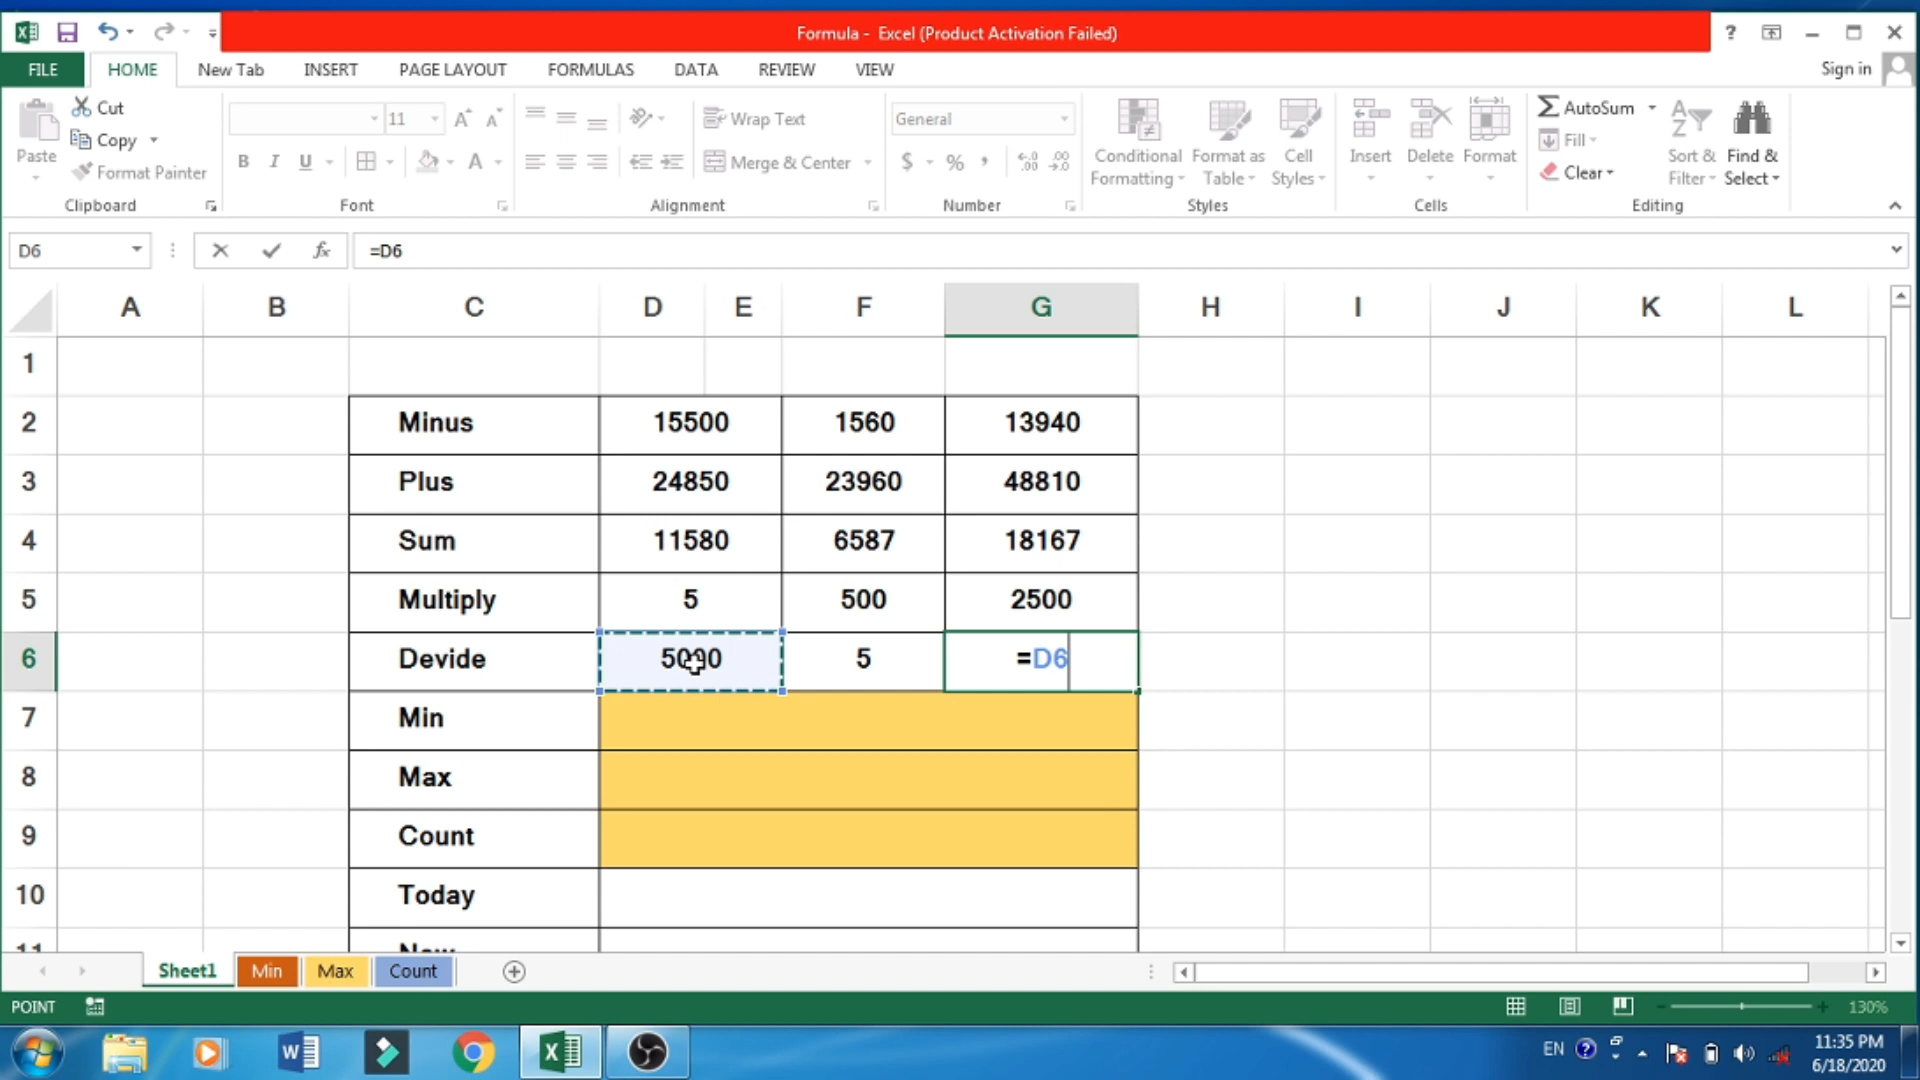 Formula - Excel (Product Activation Failed)
FILE HOME New Tab INSERT PAGE LAYOUT FORMULAS DATA REVIEW VIEW Sign in
Cut
Copy
Format Painter
Paste
Clipboard
11
B I U
Font
Wrap Text
Merge & Center
Alignment
General
$ % ,
Number
Conditional Formatting
Format as Table
Cell Styles
Styles
Insert Delete Format
Cells
AutoSum
Fill
Clear
Sort & Filter
Find & Select
Editing
D6 fx =D6
A B C D E F G H I J K L
1
2 Minus 15500 1560 13940
3 Plus 24850 23960 48810
4 Sum 11580 6587 18167
5 Multiply 5 500 2500
6 Devide 5000 5 =D6
7 Min
8 Max
9 Count
10 Today
11 Now
Sheet1 Min Max Count
POINT 130%
EN 11:35 PM
6/18/2020